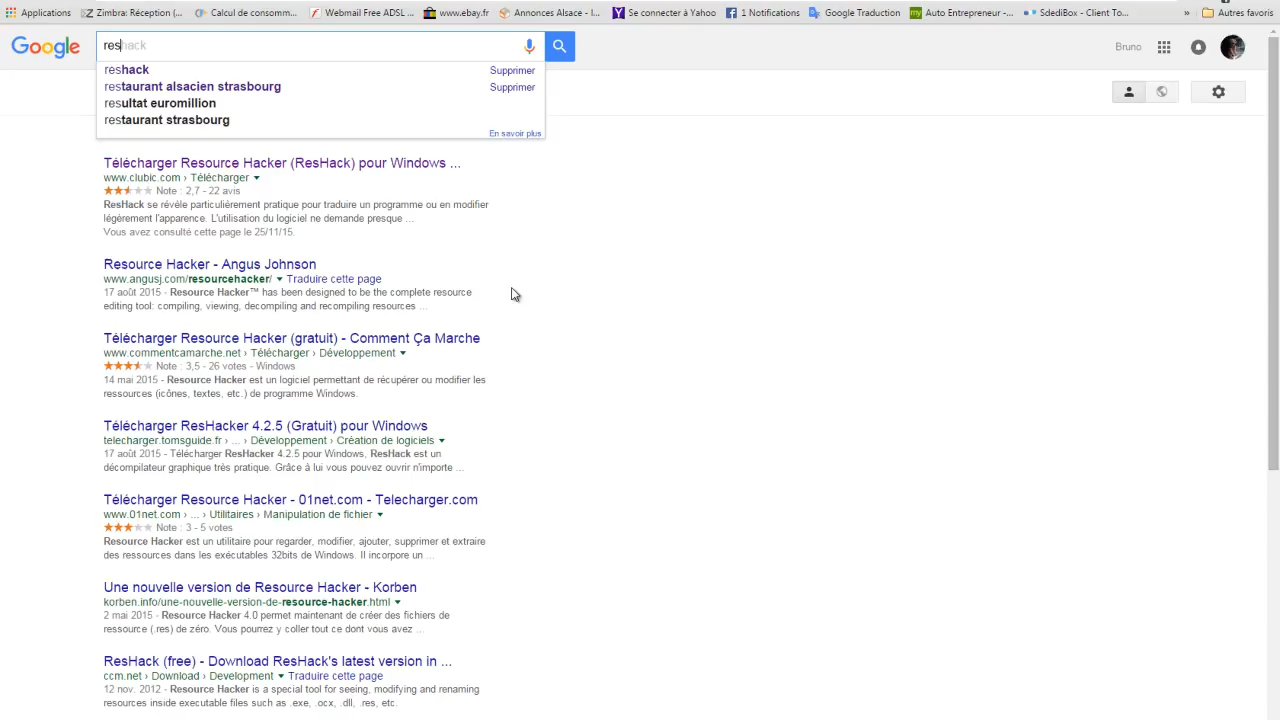 Applications Zimbra: Réception (... Calcul de consomm... Webmail Free ADSL ... www.ebay.fr Annonces Alsace - I... Se connecter à Yaho... 1 Notifications Google Traduction Auto Entrepreneur -... SdediBox - Client To... » Autres favoris
Google reshack Bruno
reshack Supprimer
restaurant alsacien strasbourg Supprimer
resultat euromillion
restaurant strasbourg
En savoir plus
Télécharger Resource Hacker (ResHack) pour Windows ...
www.clubic.com › Télécharger
Note : 2,7 - 22 avis
ResHack se révèle particulièrement pratique pour traduire un programme ou en modifier
légèrement l'apparence. L'utilisation du logiciel ne demande presque ...
Vous avez consulté cette page le 25/11/15.
Resource Hacker - Angus Johnson
www.angusj.com/resourcehacker/ Traduire cette page
17 août 2015 - Resource Hacker™ has been designed to be the complete resource
editing tool: compiling, viewing, decompiling and recompiling resources ...
Télécharger Resource Hacker (gratuit) - Comment Ça Marche
www.commentcamarche.net › Télécharger › Développement
Note : 3,5 - 26 votes - Windows
14 mai 2015 - Resource Hacker est un logiciel permettant de récupérer ou modifier les
ressources (icônes, textes, etc.) de programme Windows.
Télécharger ResHacker 4.2.5 (Gratuit) pour Windows
telecharger.tomsguide.fr › ... › Développement › Création de logiciels
17 août 2015 - Télécharger ResHacker 4.2.5 pour Windows, ResHack est un
décompilateur graphique très pratique. Grâce à lui vous pouvez ouvrir n'importe ...
Télécharger Resource Hacker - 01net.com - Telecharger.com
www.01net.com › ... › Utilitaires › Manipulation de fichier
Note : 3 - 5 votes
Resource Hacker est un utilitaire pour regarder, modifier, ajouter, supprimer et extraire
des ressources dans les exécutables 32bits de Windows. Il incorpore un ...
Une nouvelle version de Resource Hacker - Korben
korben.info/une-nouvelle-version-de-resource-hacker.html
2 mai 2015 - Resource Hacker 4.0 permet maintenant de créer des fichiers de
ressource (.res) de zéro. Vous pourrez y coller tout ce dont vous avez ...
ResHack (free) - Download ResHack's latest version in ...
ccm.net › Download › Development Traduire cette page
12 nov. 2012 - Resource Hacker is a special tool for seeing, modifying and renaming
resources inside executable files such as .exe, .ocx, .dll, .res, etc.